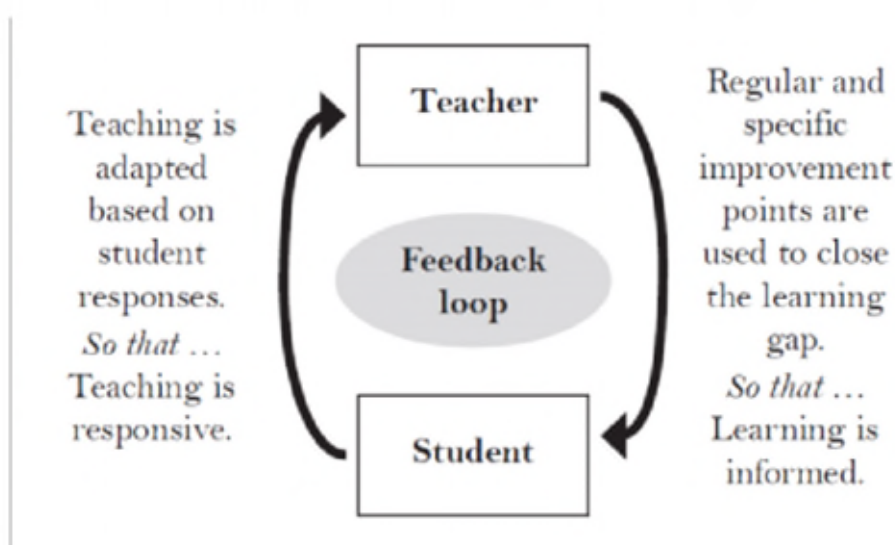 Teaching is
adapted
based on
student
responses.
So that ...
Teaching is
responsive.
Teacher
Feedback
loop
Student
Regular and
specific
improvement
points are
used to close
the learning
gap.
So that ...
Learning is
informed.